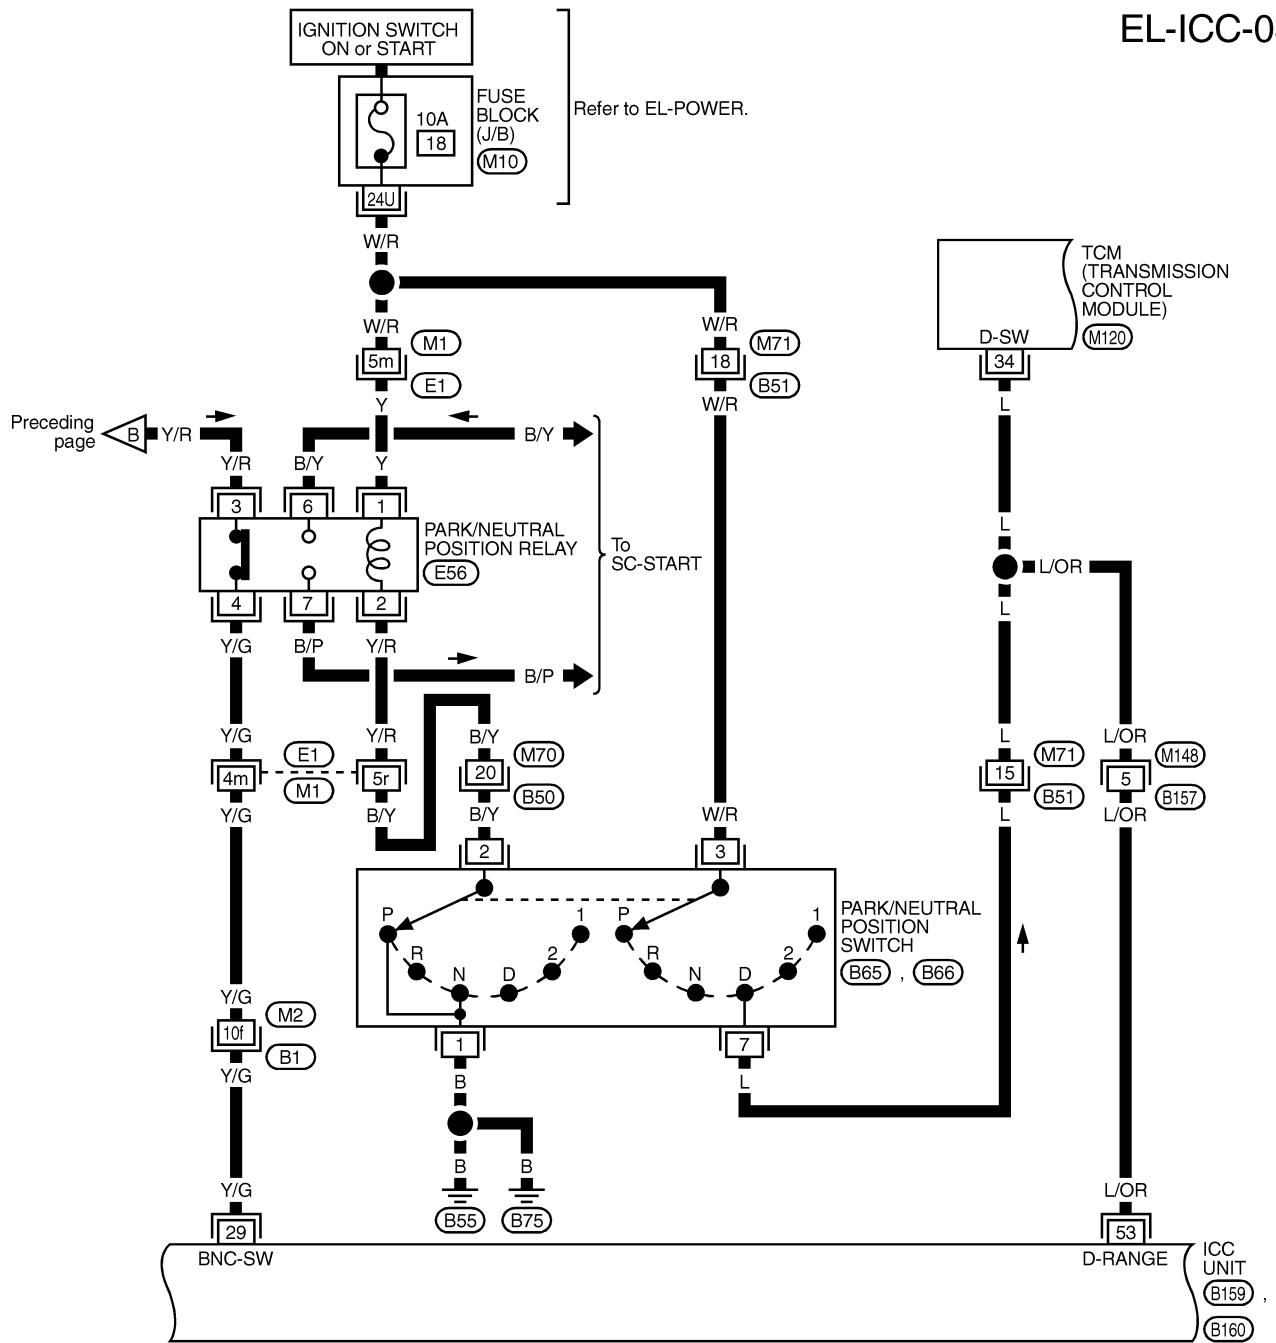 EL-ICC-0
IGNITION SWITCH
ON or START
FUSE
BLOCK
(J/B)
M10
10A
18
Refer to EL-POWER.
24U
W/R
TCM
(TRANSMISSION
CONTROL
MODULE)
M120
D-SW
34
W/R
W/R
5m
M1
E1
18
M71
B51
W/R
Y
L
Preceding
page
B
Y/R
B/Y
Y/R
B/Y
Y
3
6
1
PARK/NEUTRAL
POSITION RELAY
E56
To
SC-START
L
L/OR
L
4
7
2
Y/G
B/P
Y/R
B/P
Y/G
Y/R
B/Y
L
L/OR
E1
M1
4m
5r
20
M70
B50
15
M71
B51
5
M148
B157
Y/G
B/Y
B/Y
W/R
L
L/OR
2
3
P
R
N
D
2
1
P
R
N
D
2
1
PARK/NEUTRAL
POSITION
SWITCH
B65 , B66
Y/G
10f
M2
B1
Y/G
1
7
B
L
B
B
B55
B75
Y/G
L/OR
29
53
BNC-SW
D-RANGE
ICC
UNIT
B159 ,
B160